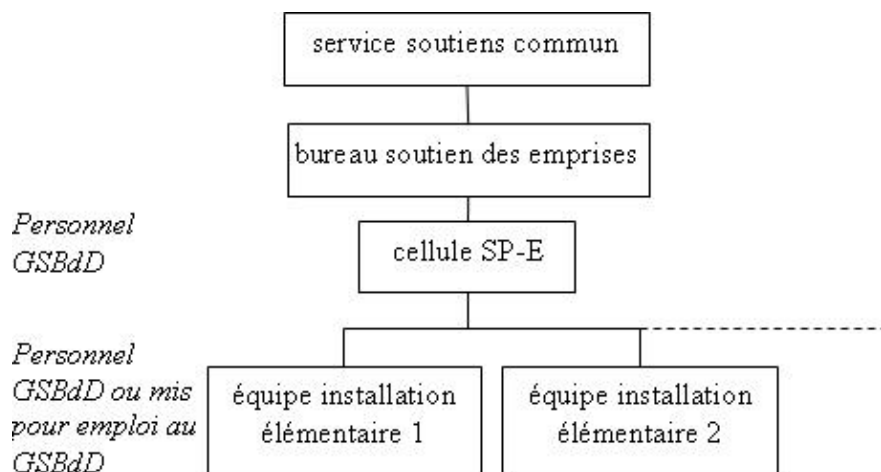 service soutiens commun
bureau soutien des emprises
Personnel
GSBdD
cellule SP-E
Personnel
GSBdD ou mis
pour emploi au
GSBdD
équipe installation
élémentaire 1
équipe installation
élémentaire 2